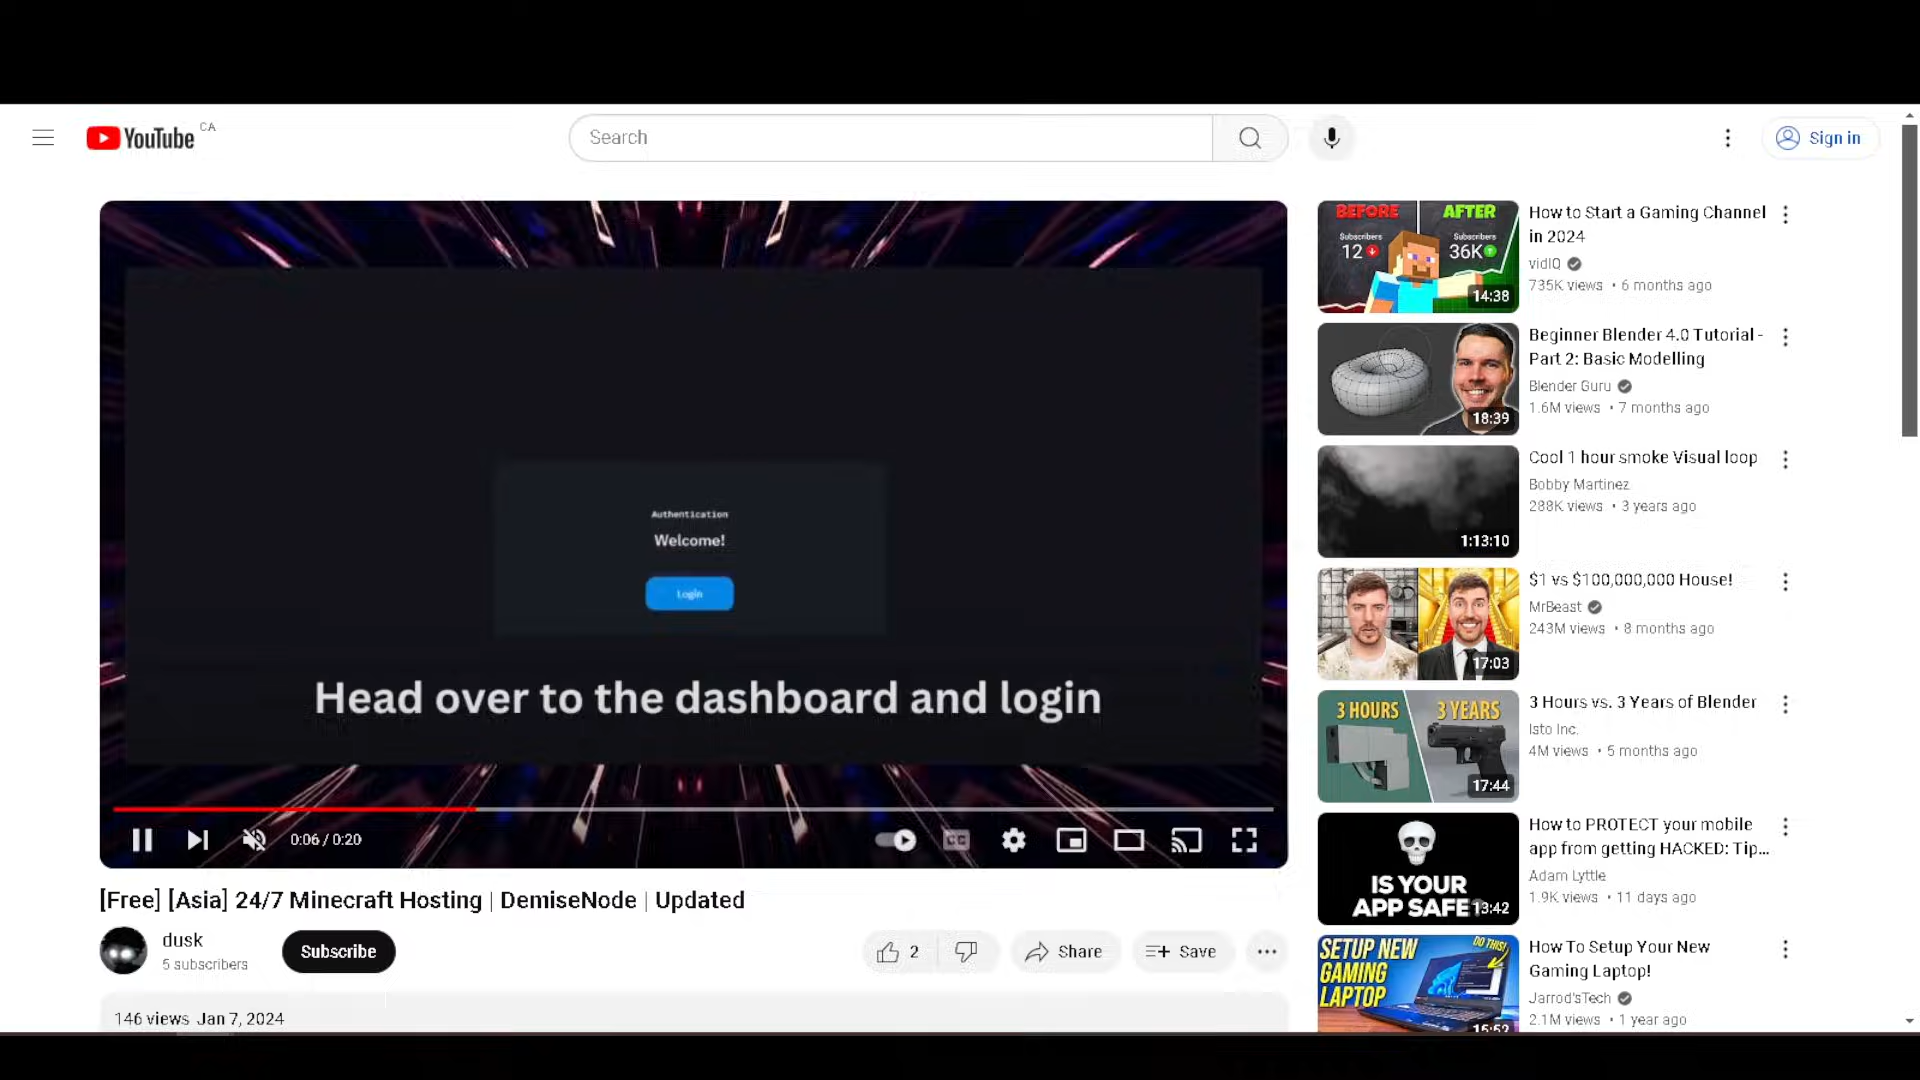 YouTube CA
Search
Sign in
Authentication
Welcome!
Login
Head over to the dashboard and login
0:06 / 0:20
CC
[Free] [Asia] 24/7 Minecraft Hosting | DemiseNode | Updated
dusk
5 subscribers
Subscribe
2
Share
Save
146 views Jan 7, 2024
BEFORE
AFTER
Subscribers
Subscribers
12
36K
14:38
How to Start a Gaming Channel
in 2024
vidIQ
735K views • 6 months ago
18:39
Beginner Blender 4.0 Tutorial -
Part 2: Basic Modelling
Blender Guru
1.6M views • 7 months ago
1:13:10
Cool 1 hour smoke Visual loop
Bobby Martinez
288K views • 3 years ago
17:03
$1 vs $100,000,000 House!
MrBeast
243M views • 8 months ago
3 HOURS
3 YEARS
17:44
3 Hours vs. 3 Years of Blender
Isto Inc.
4M views • 5 months ago
IS YOUR
APP SAFE
13:42
How to PROTECT your mobile
app from getting HACKED: Tip...
Adam Lyttle
1.9K views • 11 days ago
SETUP NEW
GAMING
LAPTOP
DO THIS!
15:52
How To Setup Your New
Gaming Laptop!
Jarrod'sTech
2.1M views • 1 year ago